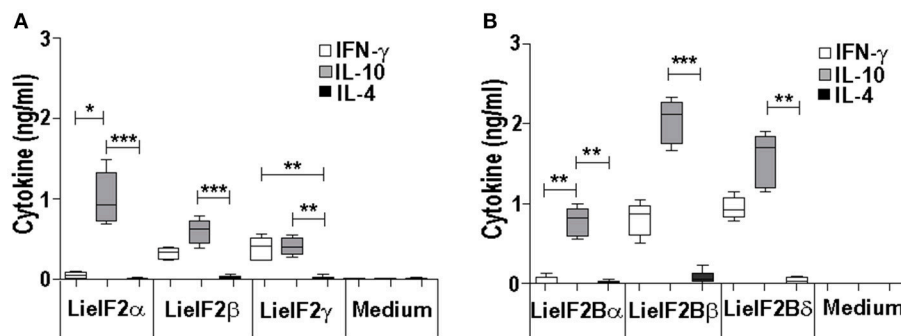 A
Cytokine (ng/ml)
3
2
1
0
IFN-γ
IL-10
IL-4
*
***
***
**
**
LieIF2α
LieIF2β
LieIF2γ
Medium
B
Cytokine (ng/ml)
3
2
1
0
IFN-γ
IL-10
IL-4
**
**
***
**
LieIF2Bα
LieIF2Bβ
LieIF2Bδ
Medium